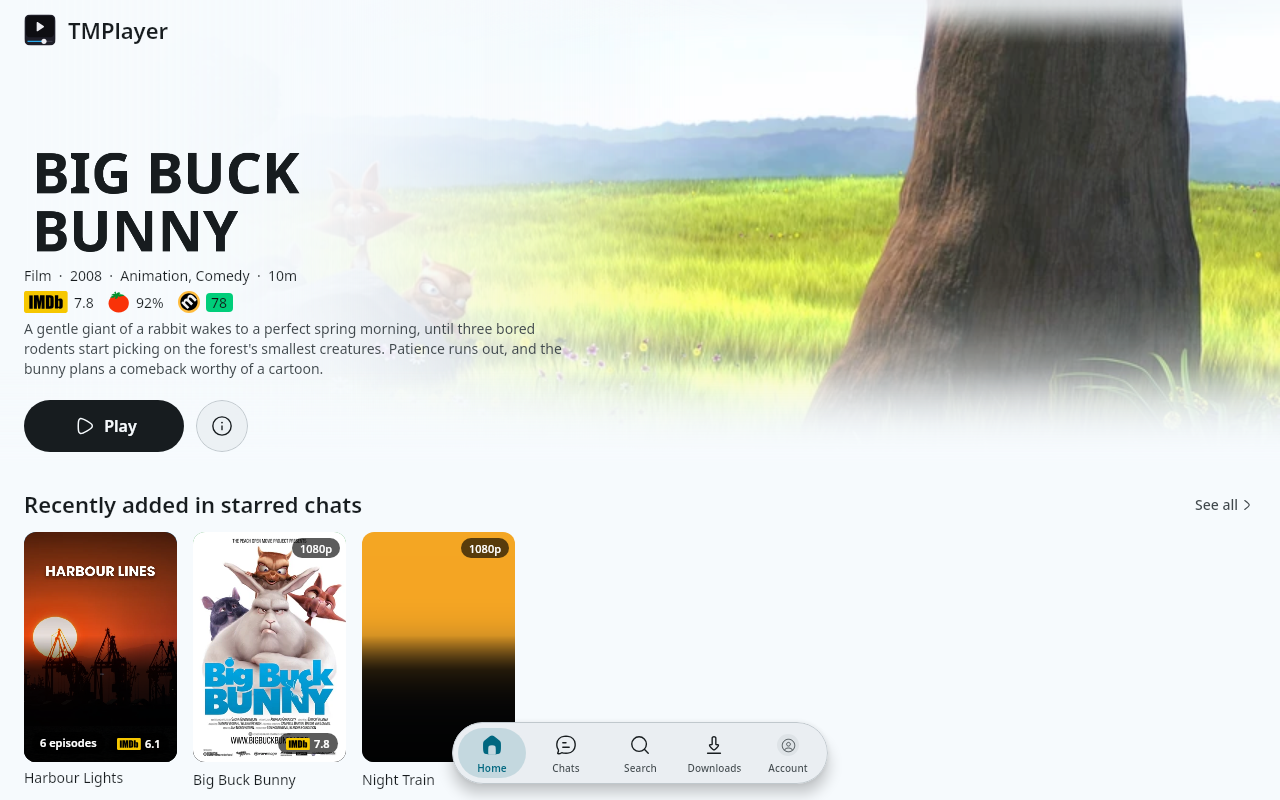 TMPlayer
BIG BUCK
BUNNY
Film · 2008 · Animation, Comedy · 10m
IMDb 7.8 92% 78
A gentle giant of a rabbit wakes to a perfect spring morning, until three bored
rodents start picking on the forest's smallest creatures. Patience runs out, and the
bunny plans a comeback worthy of a cartoon.
Play
Recently added in starred chats
See all
HARBOUR LINES
6 episodes
IMDb 6.1
Harbour Lights
1080p
Big Buck
BUNNY
IMDb 7.8
Big Buck Bunny
1080p
Night Train
Home
Chats
Search
Downloads
Account